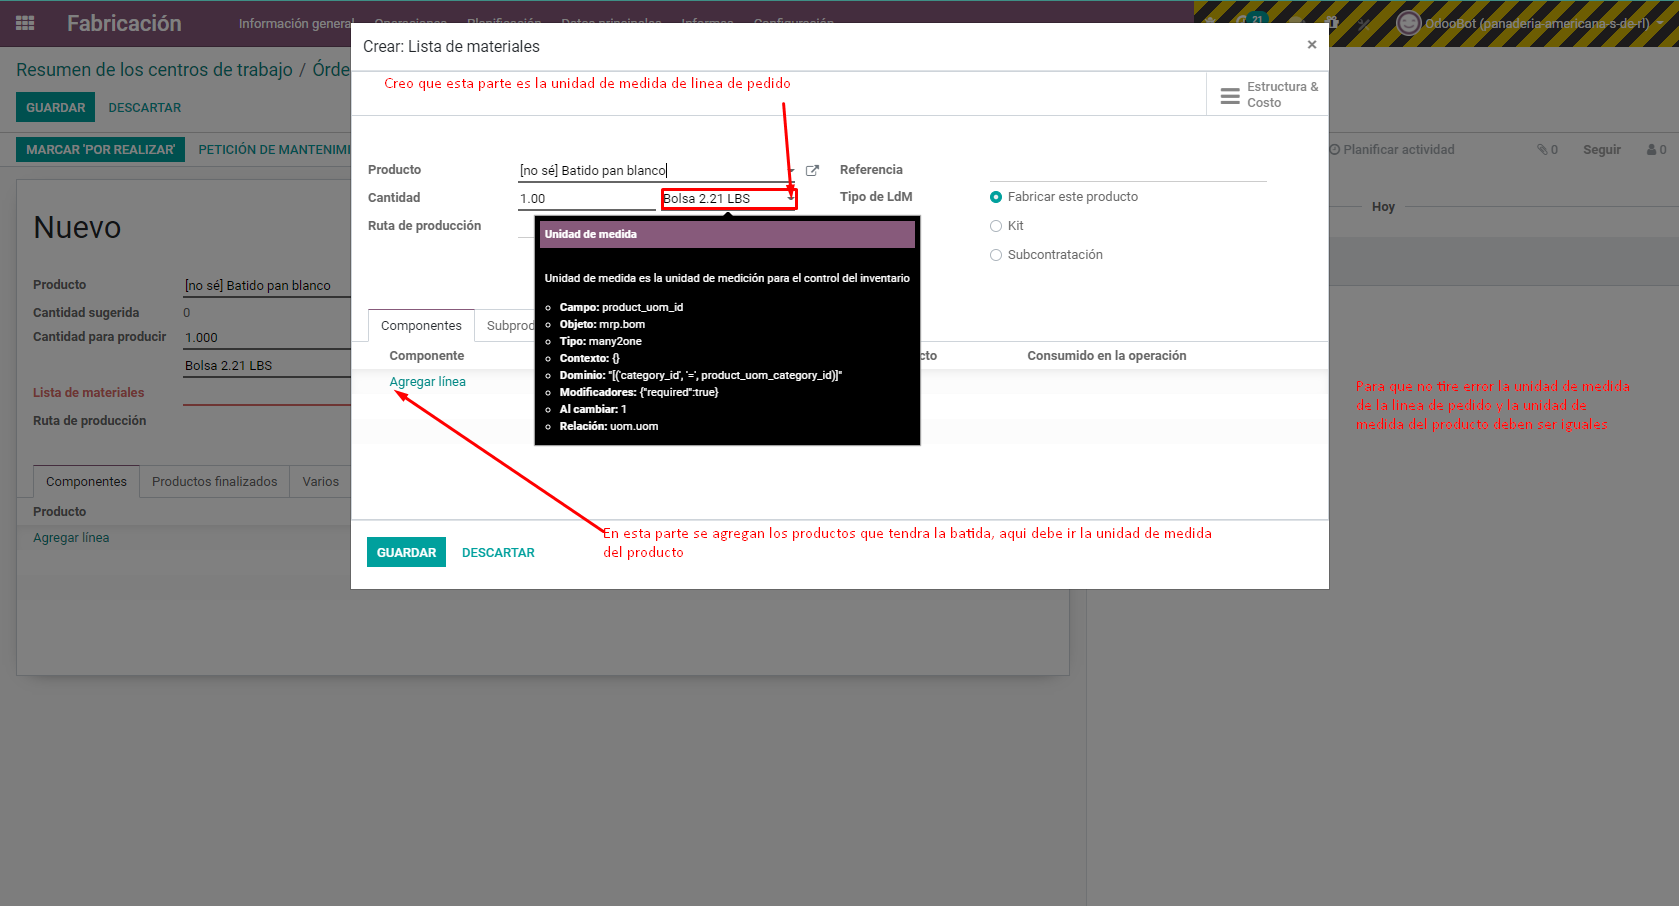 Fabricación
Información general Operaciones Planificación Datos principales Informes Configuración
21
OdooBot (panaderia-americana-s-de-rl)
Resumen de los centros de trabajo / Órde
GUARDAR DESCARTAR
MARCAR 'POR REALIZAR' PETICIÓN DE MANTENIMI
Planificar actividad 0 Seguir 0
Hoy
Nuevo
Producto [no sé] Batido pan blanco
Cantidad sugerida 0
Cantidad para producir 1.000
Bolsa 2.21 LBS
Lista de materiales
Ruta de producción
Componentes Productos finalizados Varios
Producto
Agregar línea
Crear: Lista de materiales ×
Creo que esta parte es la unidad de medida de linea de pedido
Estructura &
Costo
Producto [no sé] Batido pan blanco
Cantidad 1.00 Bolsa 2.21 LBS
Ruta de producción
Referencia
Tipo de LdM Fabricar este producto
Kit
Subcontratación
Unidad de medida
Unidad de medida es la unidad de medición para el control del inventario
Campo: product_uom_id
Objeto: mrp.bom
Tipo: many2one
Contexto: {}
Dominio: "[('category_id', '=', product_uom_category_id)]"
Modificadores: {"required":true}
Al cambiar: 1
Relación: uom.uom
Componentes Subprod
Componente cto Consumido en la operación
Agregar línea
En esta parte se agregan los productos que tendra la batida, aqui debe ir la unidad de medida
del producto
GUARDAR DESCARTAR
Para que no tire error la unidad de medida
de la linea de pedido y la unidad de
medida del producto deben ser iguales